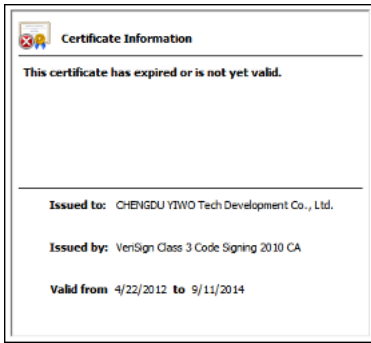 Certificate Information
This certificate has expired or is not yet valid.
Issued to: CHENGDU YIWO Tech Development Co., Ltd.
Issued by: VeriSign Class 3 Code Signing 2010 CA
Valid from 4/22/2012 to 9/11/2014